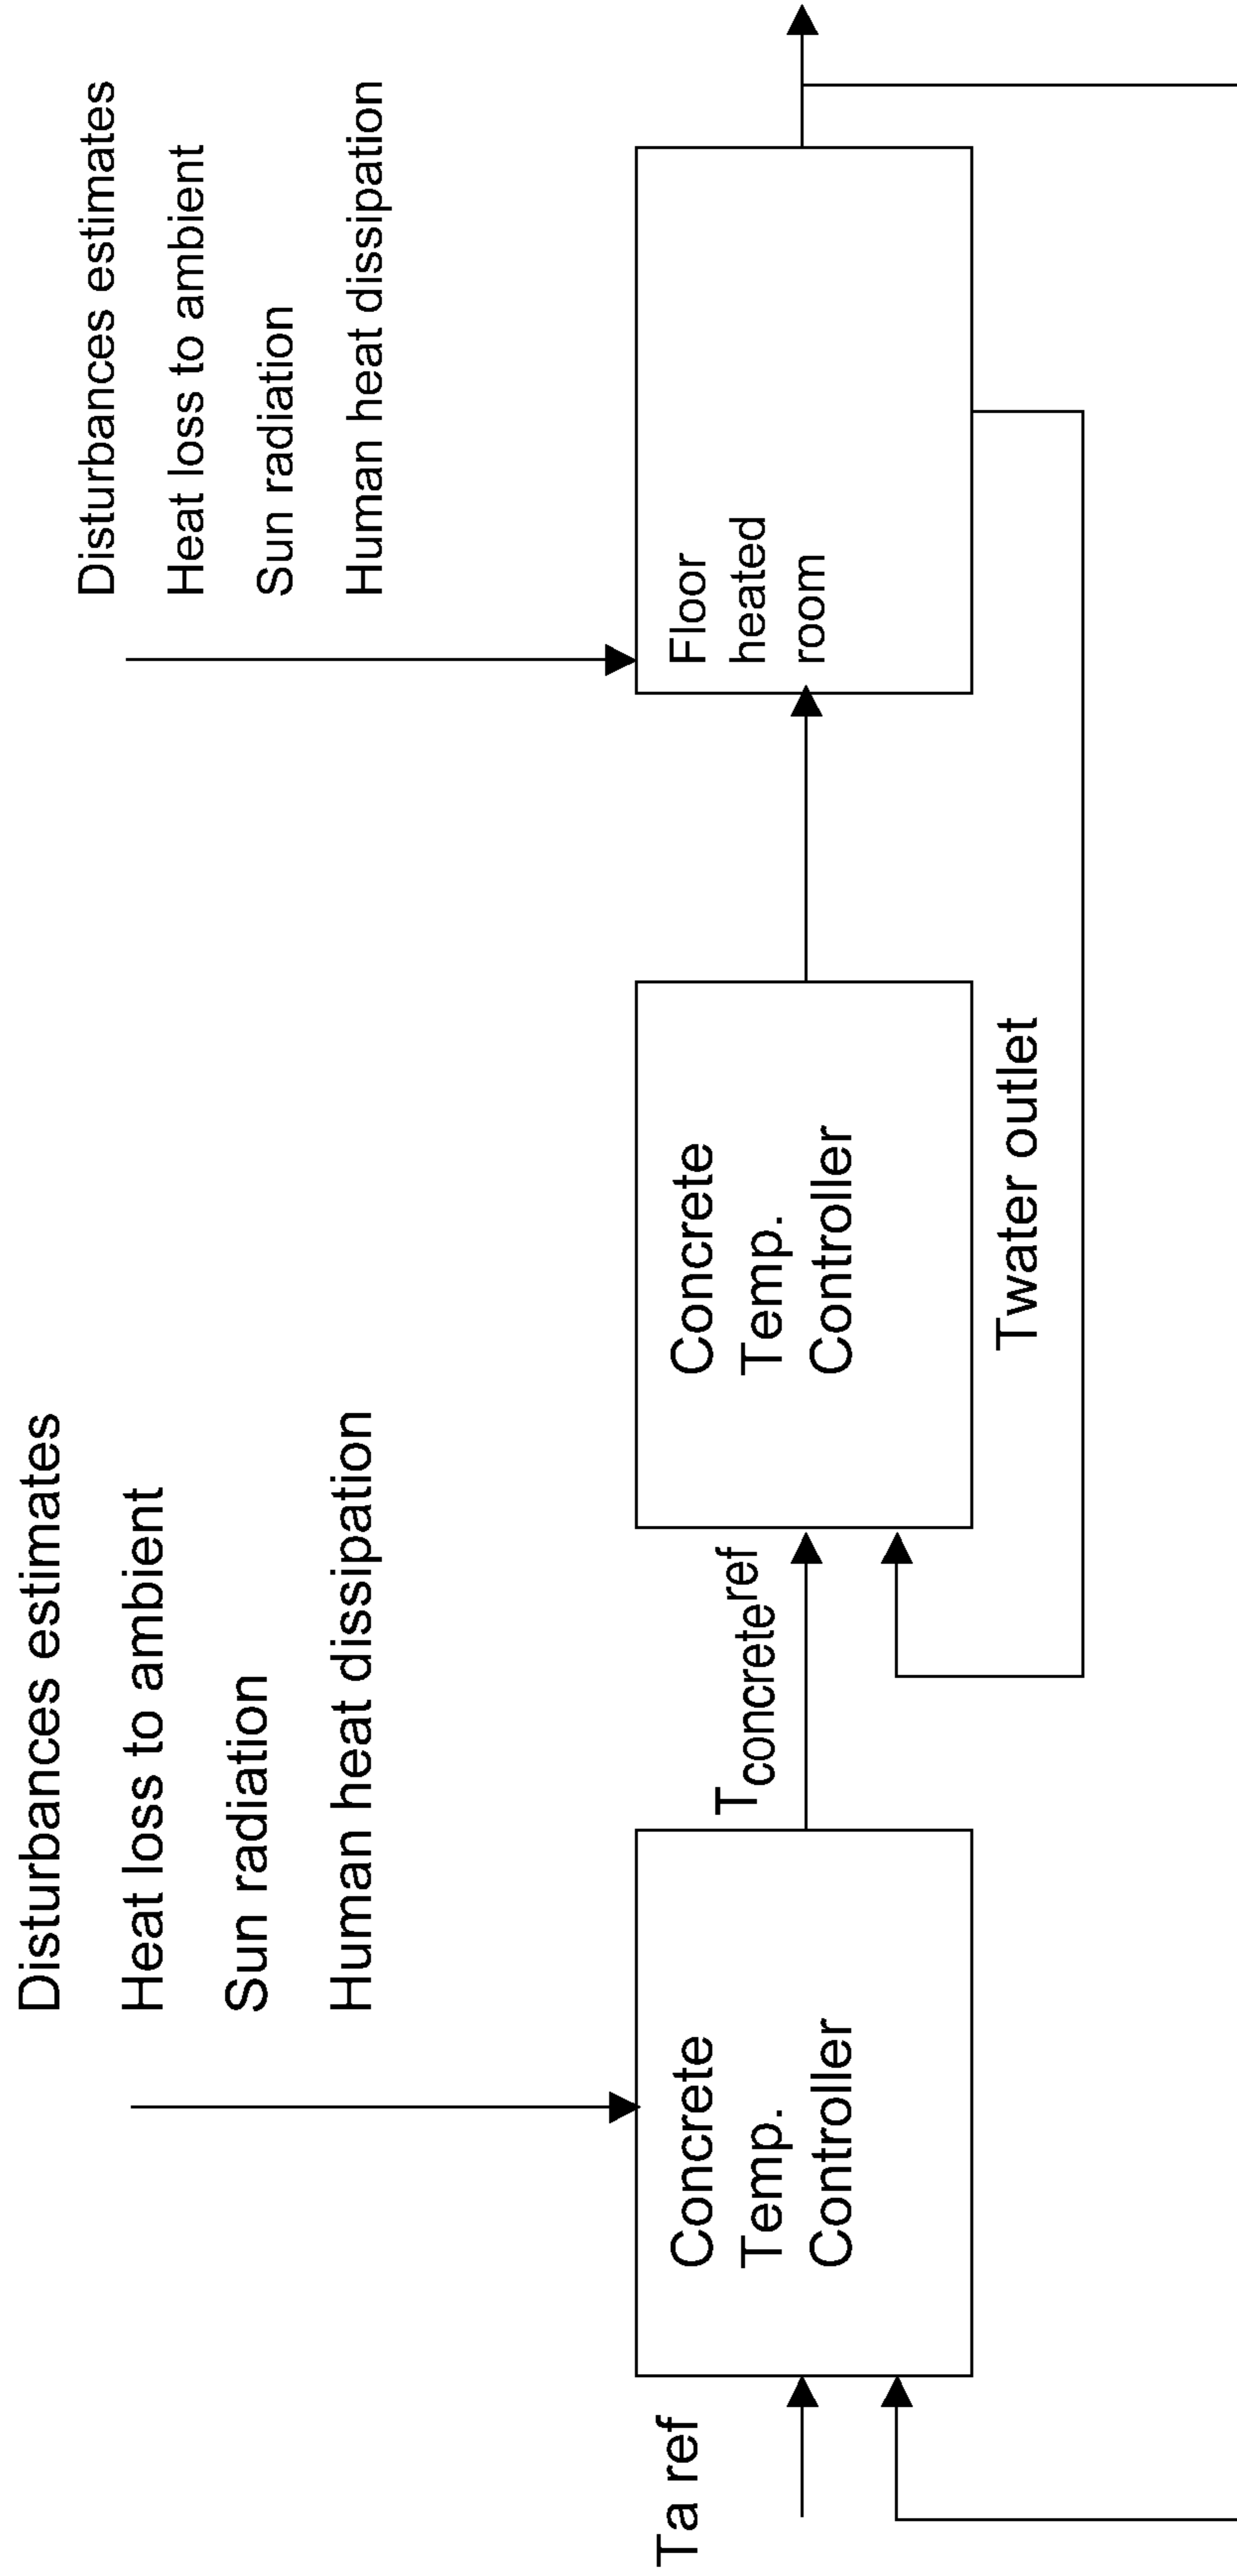 Disturbances estimates
Heat loss to ambient
Sun radiation
Human heat dissipation
Disturbances estimates
Heat loss to ambient
Sun radiation
Human heat dissipation
Ta ref
Concrete
Temp.
Controller
Tconcreteref
Concrete
Temp.
Controller
Floor
heated
room
Twater outlet